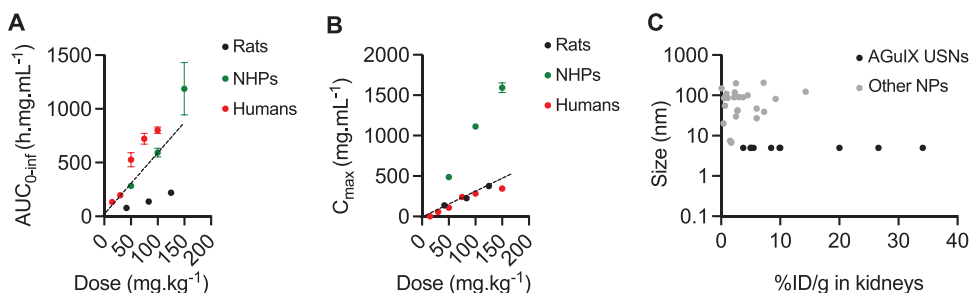 A
AUC0-inf (h.mg.mL-1)
1500
1000
500
0
0 50 100 150 200
Dose (mg.kg-1)
Rats
NHPs
Humans
B
Cmax (mg.mL-1)
2000
1500
1000
500
0
0 50 100 150 200
Dose (mg.kg-1)
Rats
NHPs
Humans
C
Size (nm)
1000
100
10
1
0.1
0 10 20 30 40
%ID/g in kidneys
AGuIX USNs
Other NPs